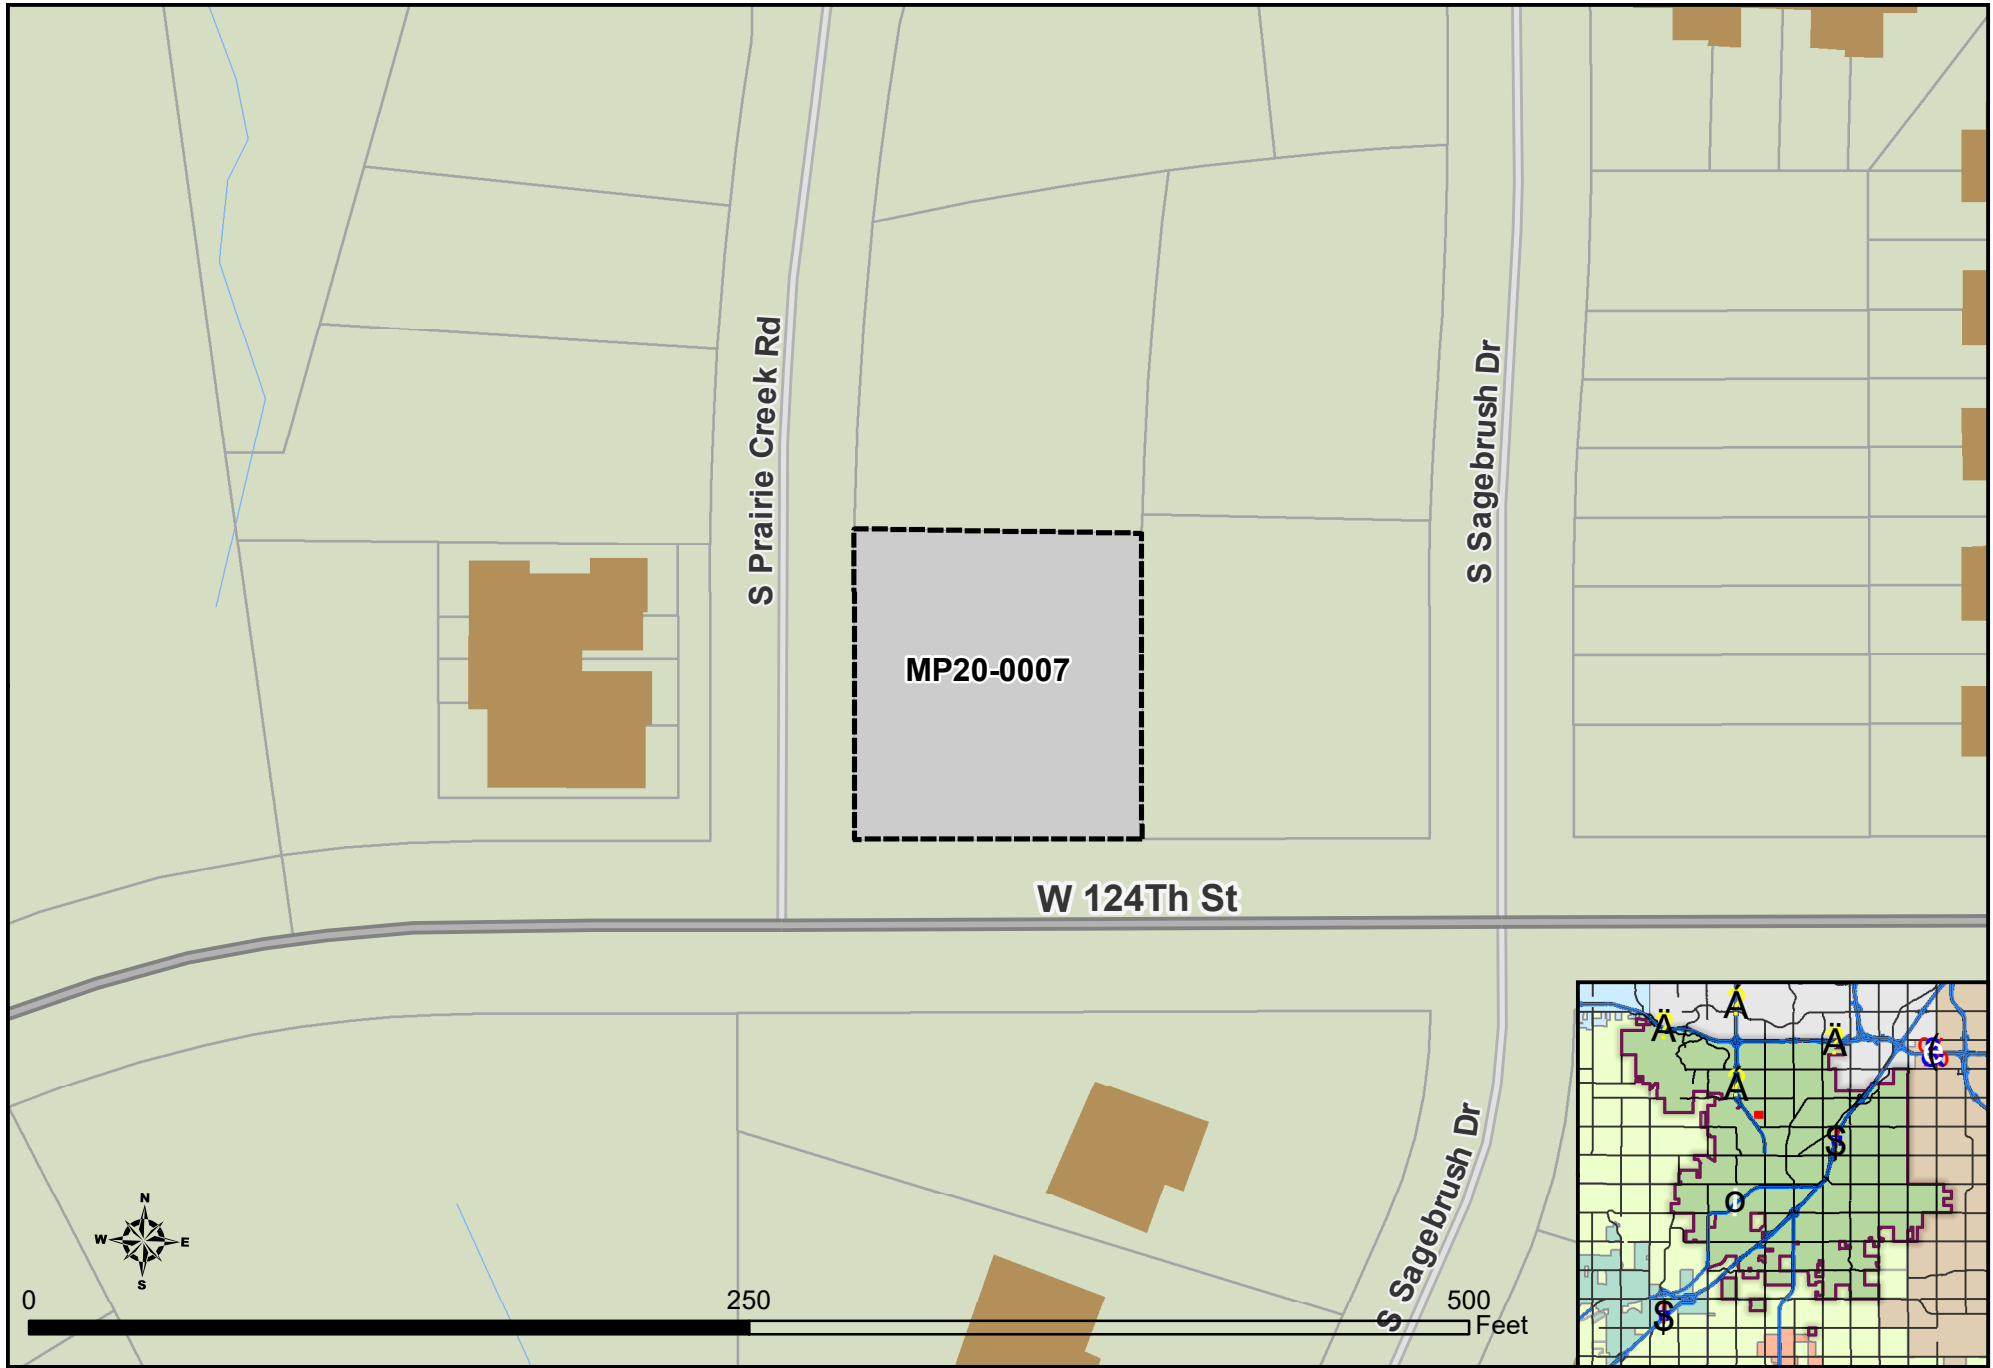 S Prairie Creek Rd
S Sagebrush Dr
MP20-0007
W 124Th St
S Sagebrush Dr
N
W
E
S
0
250
500
Feet
Ä
Á
Ä
Á
S
O
S